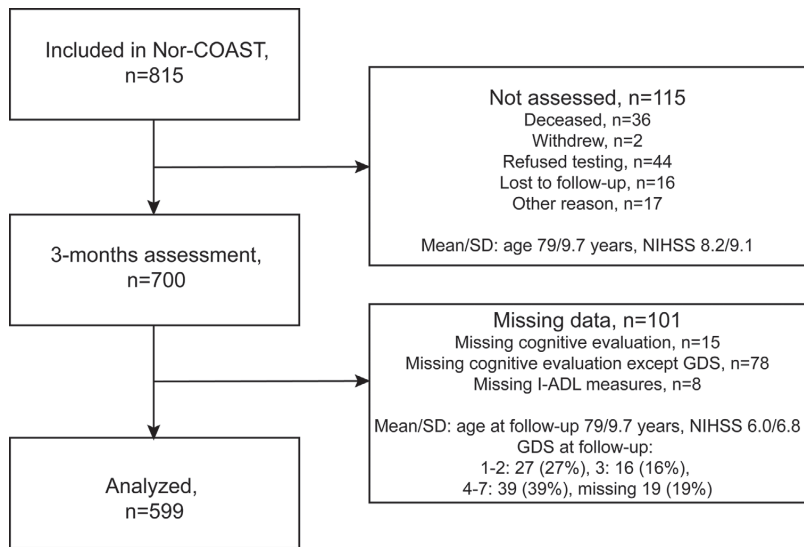 Included in Nor-COAST,
n=815
Not assessed, n=115
Deceased, n=36
Withdrew, n=2
Refused testing, n=44
Lost to follow-up, n=16
Other reason, n=17
Mean/SD: age 79/9.7 years, NIHSS 8.2/9.1
3-months assessment,
n=700
Missing data, n=101
Missing cognitive evaluation, n=15
Missing cognitive evaluation except GDS, n=78
Missing I-ADL measures, n=8
Mean/SD: age at follow-up 79/9.7 years, NIHSS 6.0/6.8
GDS at follow-up:
1-2: 27 (27%), 3: 16 (16%),
4-7: 39 (39%), missing 19 (19%)
Analyzed,
n=599